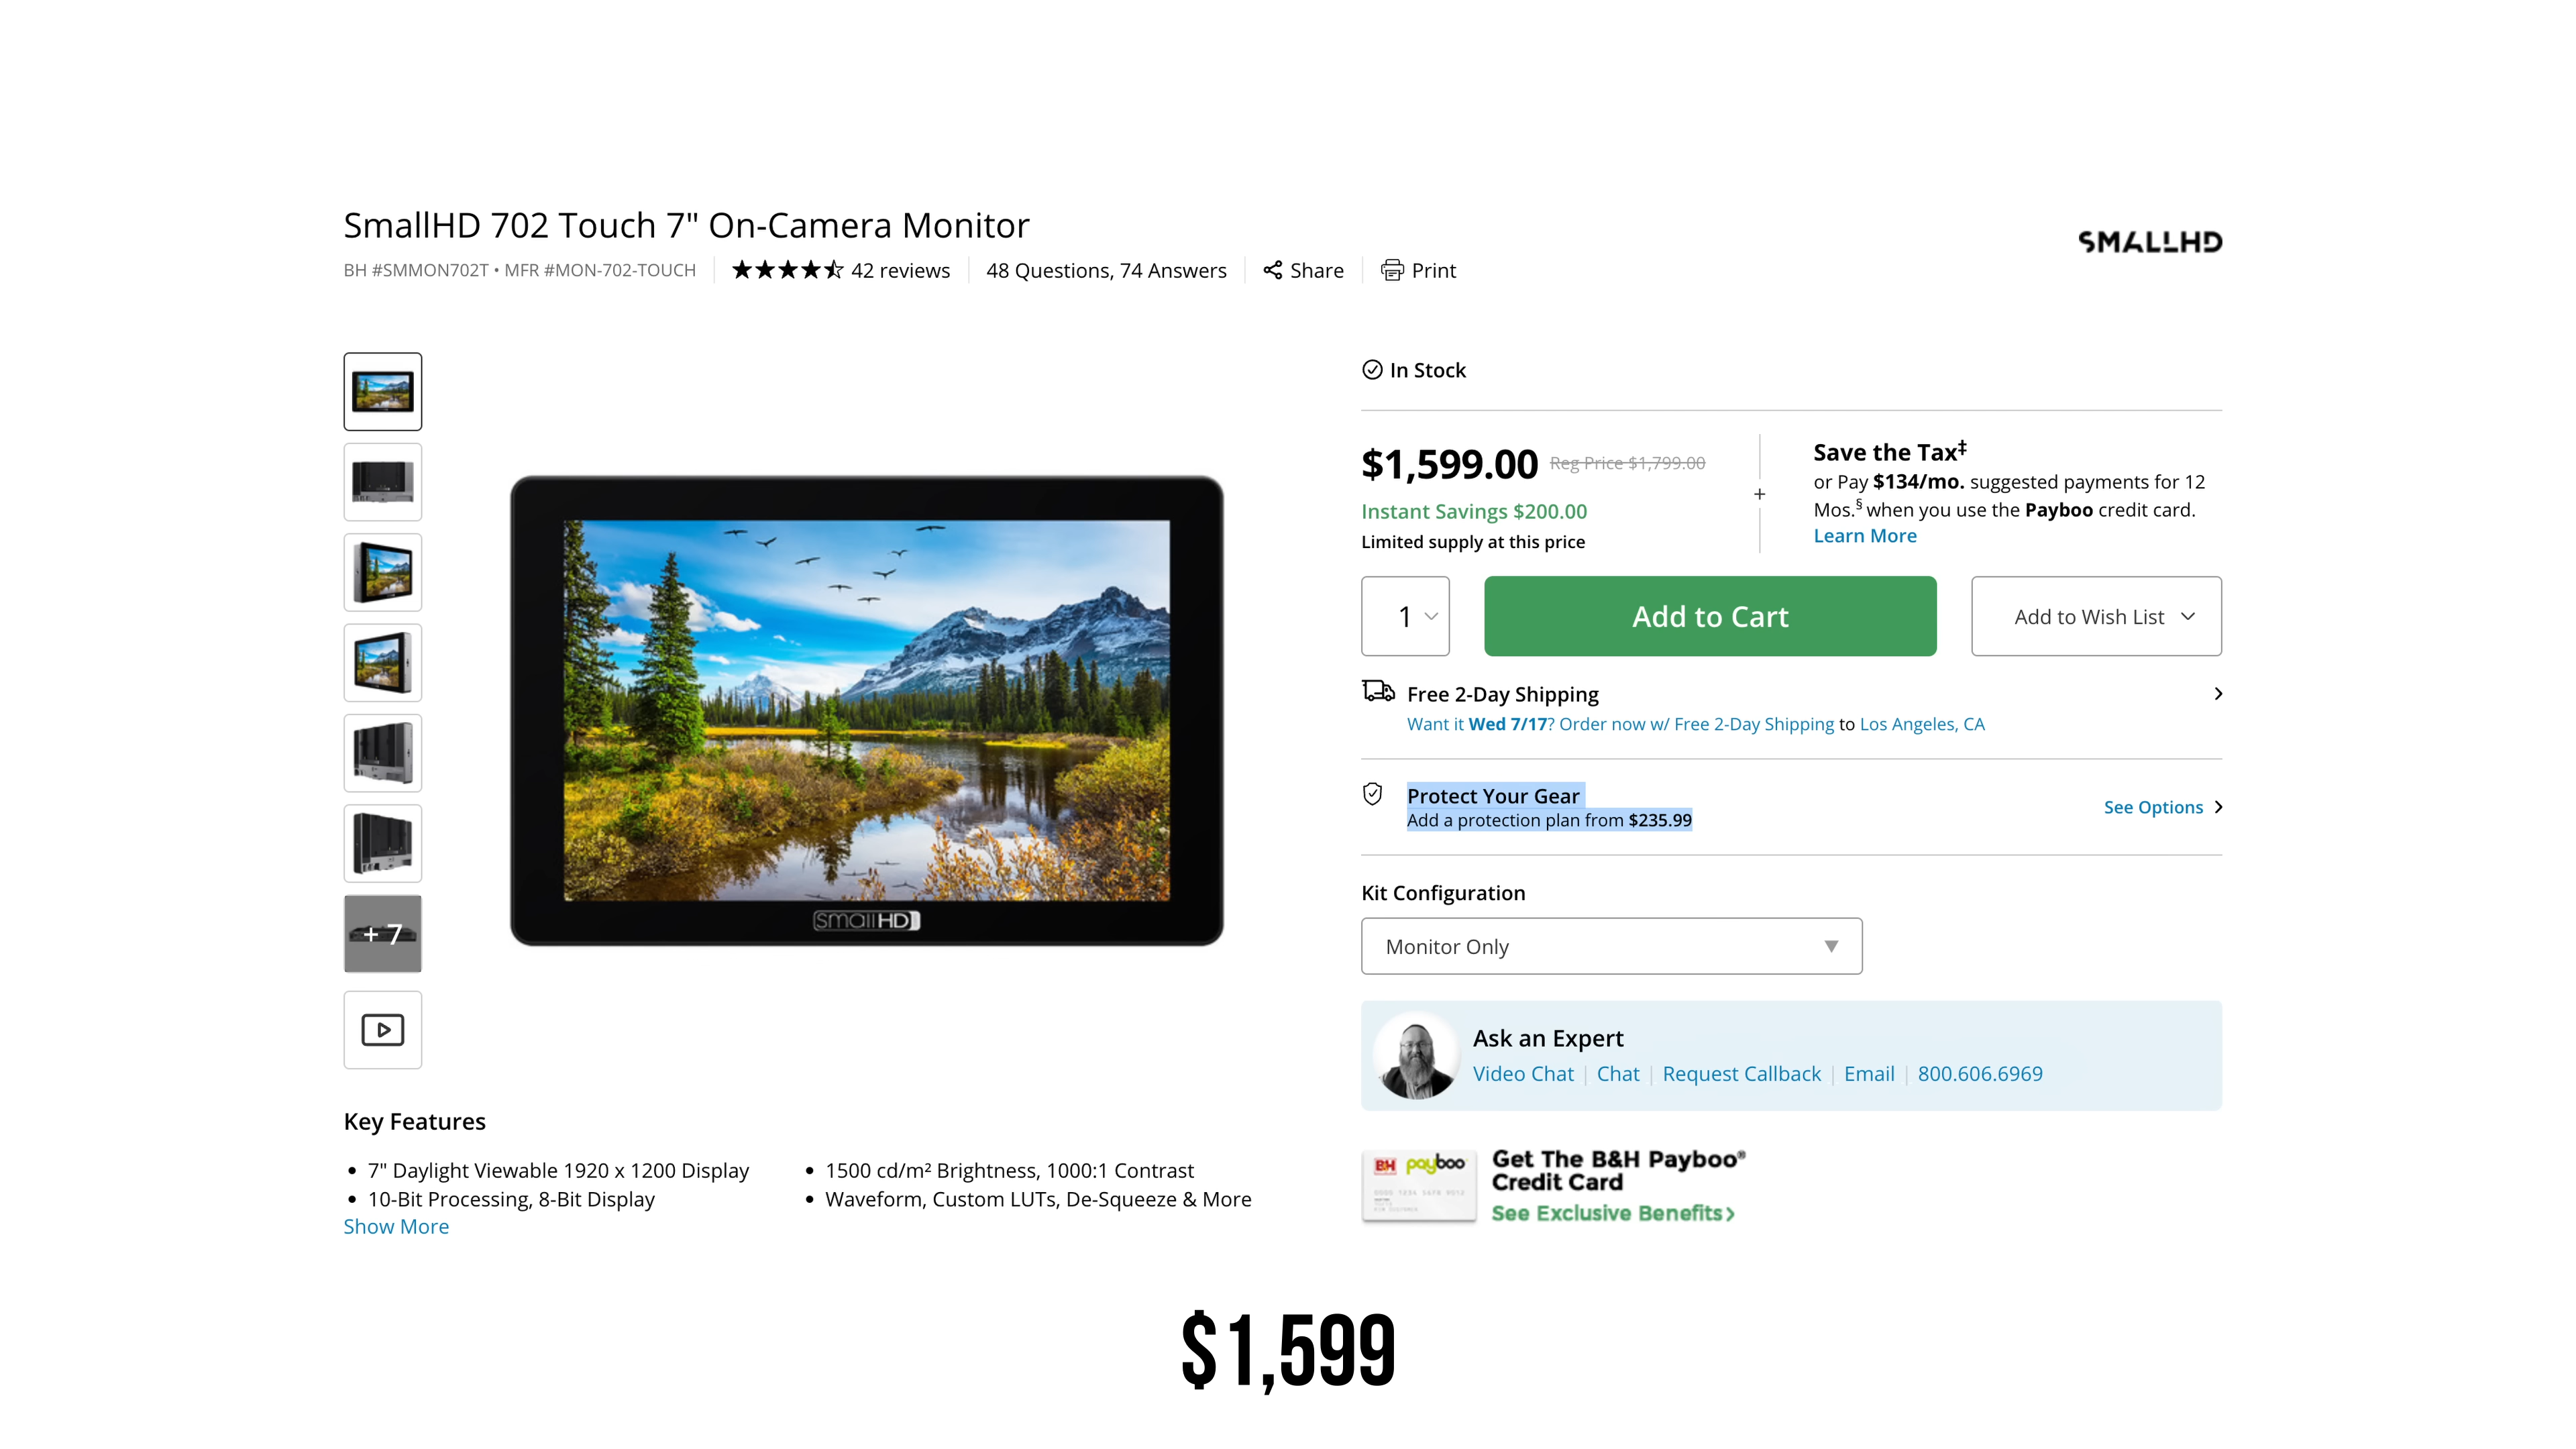 SmallHD 702 Touch 7" On-Camera Monitor
SMALLHD
BH #SMMON702T • MFR #MON-702-TOUCH
42 reviews
48 Questions, 74 Answers
Share
Print
In Stock
$1,599.00 Reg Price $1,799.00
Instant Savings $200.00
Limited supply at this price
+
Save the Tax‡
or Pay $134/mo. suggested payments for 12
Mos.§ when you use the Payboo credit card.
Learn More
1
Add to Cart
Add to Wish List
Free 2-Day Shipping
Want it Wed 7/17? Order now w/ Free 2-Day Shipping to Los Angeles, CA
Protect Your Gear
Add a protection plan from $235.99
See Options
Kit Configuration
Monitor Only
smallHD
+ 7
Ask an Expert
Video Chat | Chat | Request Callback | Email | 800.606.6969
Key Features
• 7" Daylight Viewable 1920 x 1200 Display
• 10-Bit Processing, 8-Bit Display
• 1500 cd/m² Brightness, 1000:1 Contrast
• Waveform, Custom LUTs, De-Squeeze & More
Show More
BH payboo
Get The B&H Payboo®
Credit Card
See Exclusive Benefits
$1,599